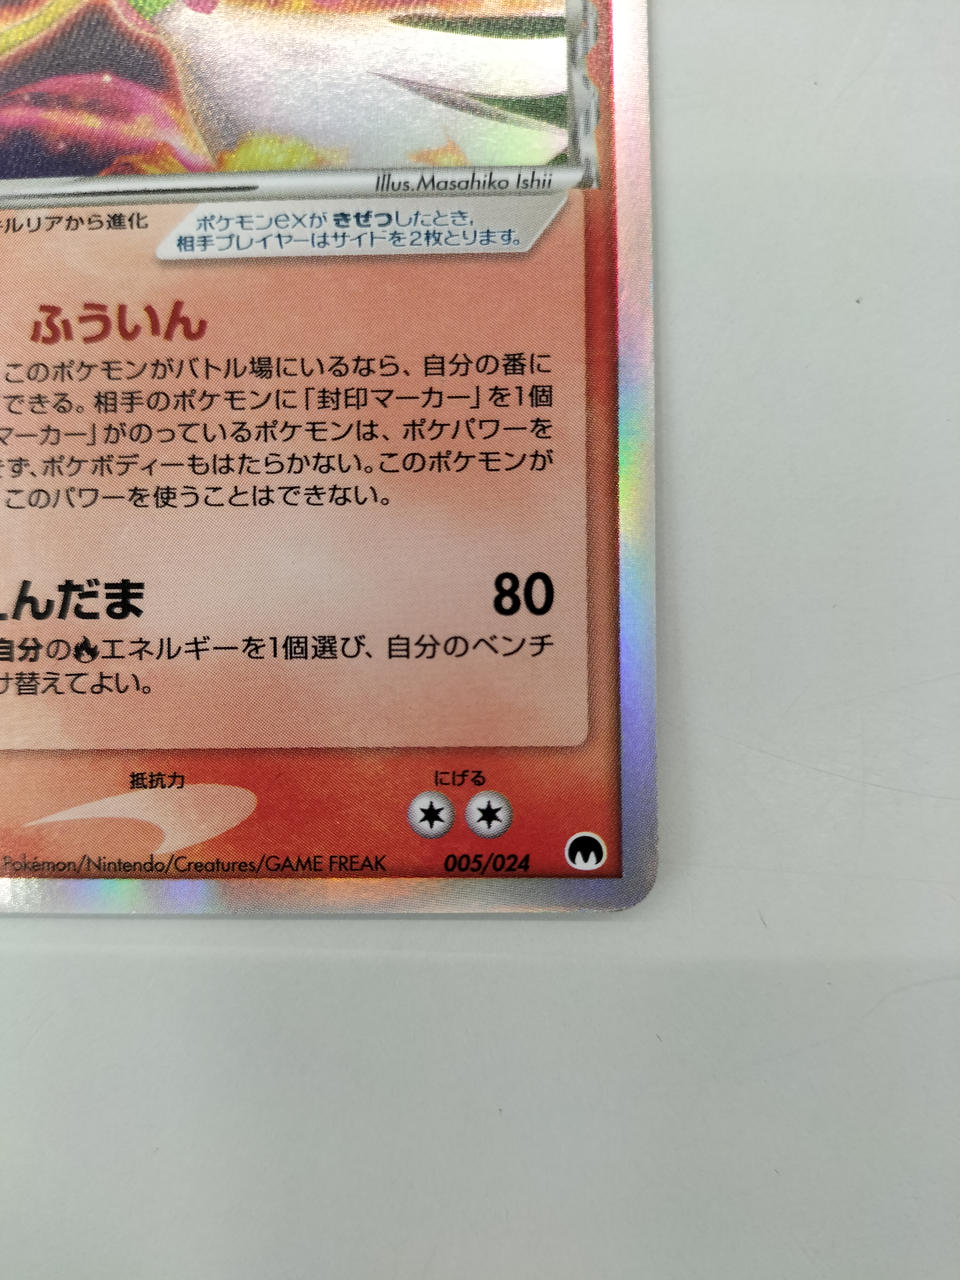 Illus.Masahiko Ishii
ルリアから進化
ポケモンexが きぜつしたとき、
相手プレイヤーはサイドを2枚とります。
ふういん
このポケモンがバトル場にいるなら、自分の番に
できる。相手のポケモンに「封印マーカー」を1個
マーカー」がのっているポケモンは、ポケパワーを
ず、ポケボディーもはたらかない。このポケモンが
このパワーを使うことはできない。
んだま 80
自分の エネルギーを1個選び、自分のベンチ
け替えてよい。
抵抗力 にげる
Pokémon/Nintendo/Creatures/GAME FREAK 005/024